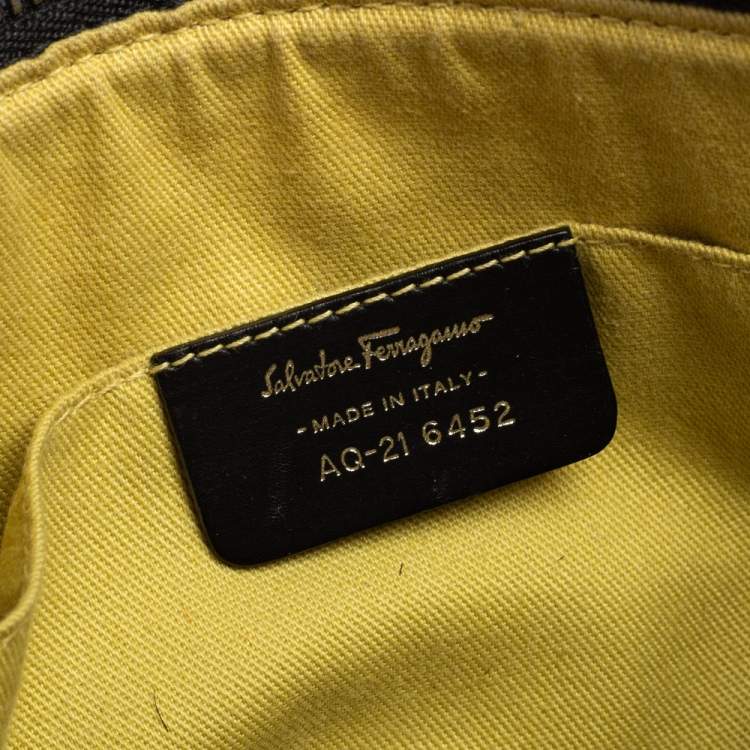 Salvatore Ferragamo
- MADE IN ITALY -
AQ-21 6452